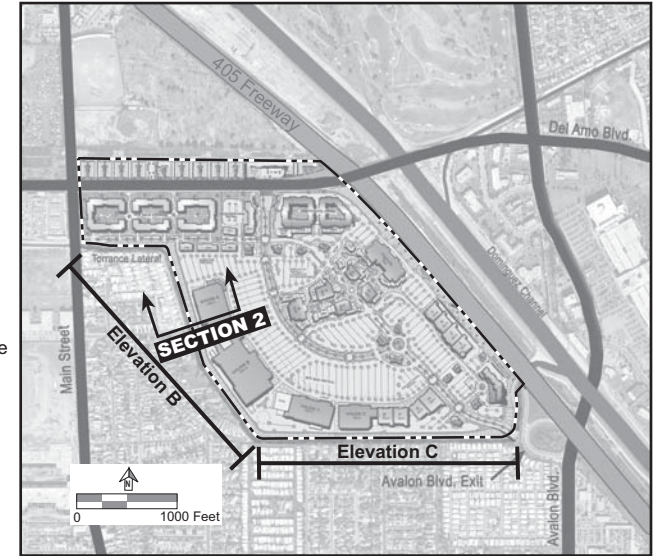 405 Freeway
Del Amo Blvd.
Torrance Lateral
Dominguez Channel
e
SECTION 2
Main Street
Elevation B
Elevation C
Avalon Blvd. Exit
Avalon Blvd.
N
0 1000 Feet